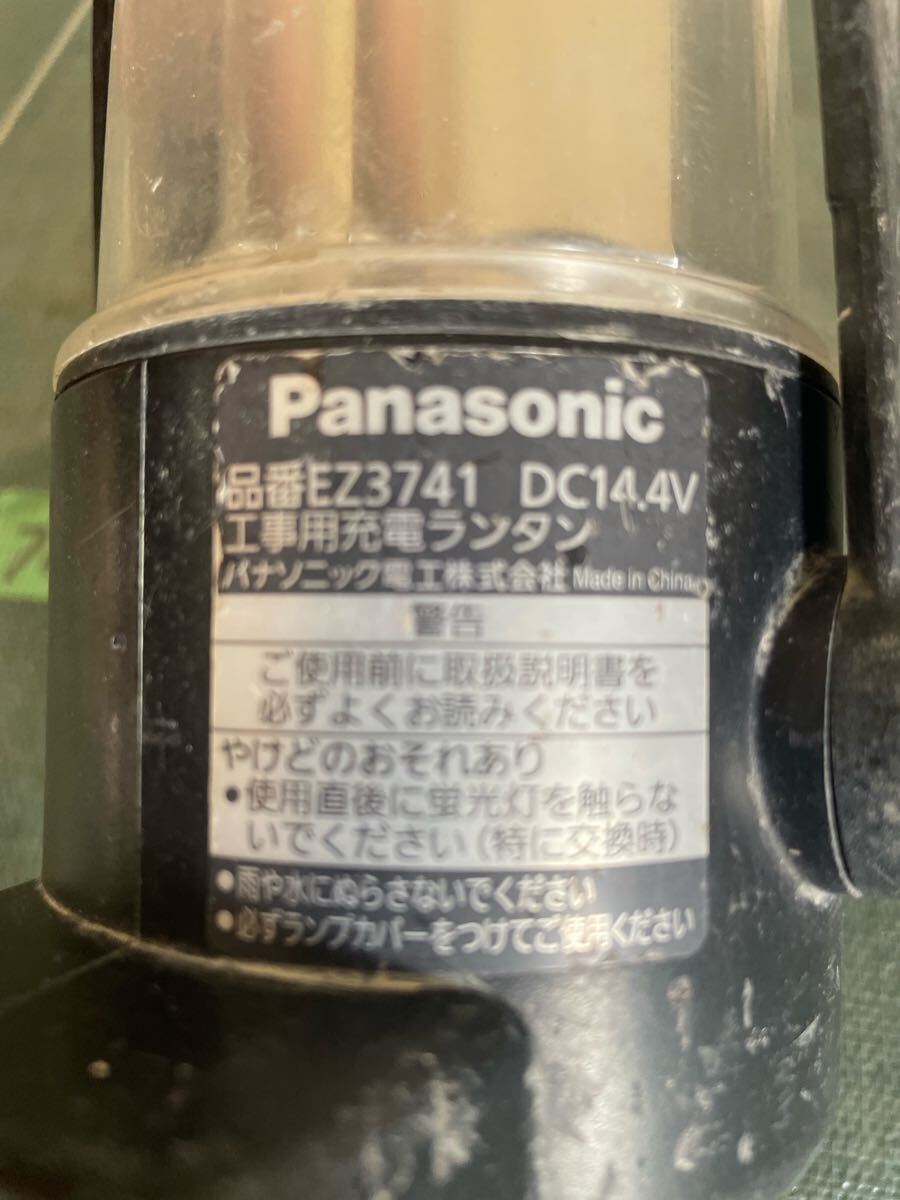 Panasonic
品番EZ3741 DC14.4V
工事用充電ランタン
パナソニック電工株式会社 Made in China
警告
ご使用前に取扱説明書を
必ずよくお読みください
やけどのおそれあり
•使用直後に蛍光灯を触らな
いでください(特に交換時)
•雨や水にぬらさないでください
•必ずランプカバーをつけてご使用ください